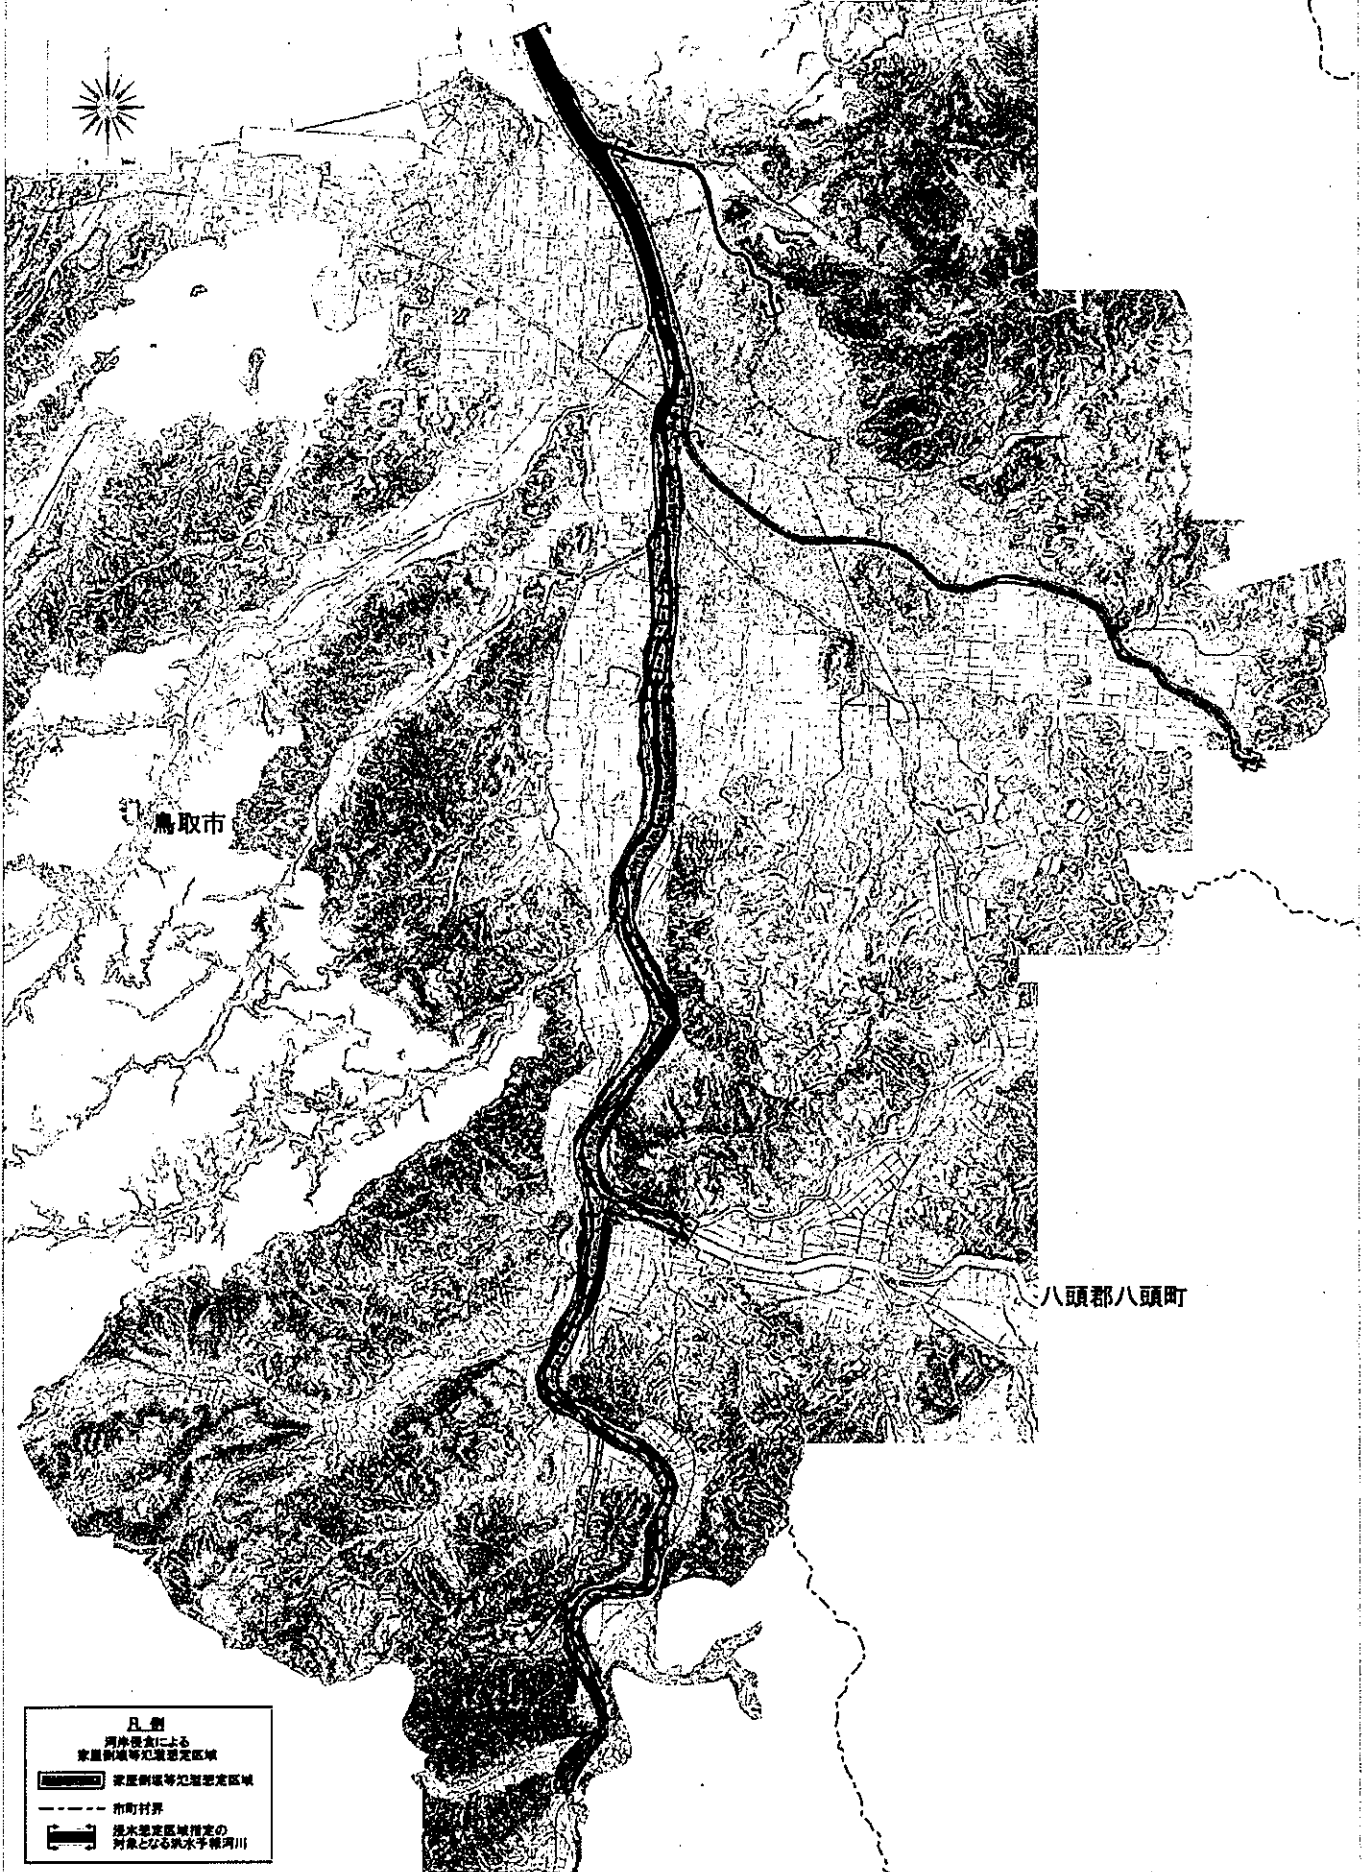 鳥取市
八頭郡八頭町
凡 例
河岸侵食による
家屋倒壊等氾濫想定区域
家屋倒壊等氾濫想定区域
市町村界
浸水想定区域指定の
対象となる洪水予報河川